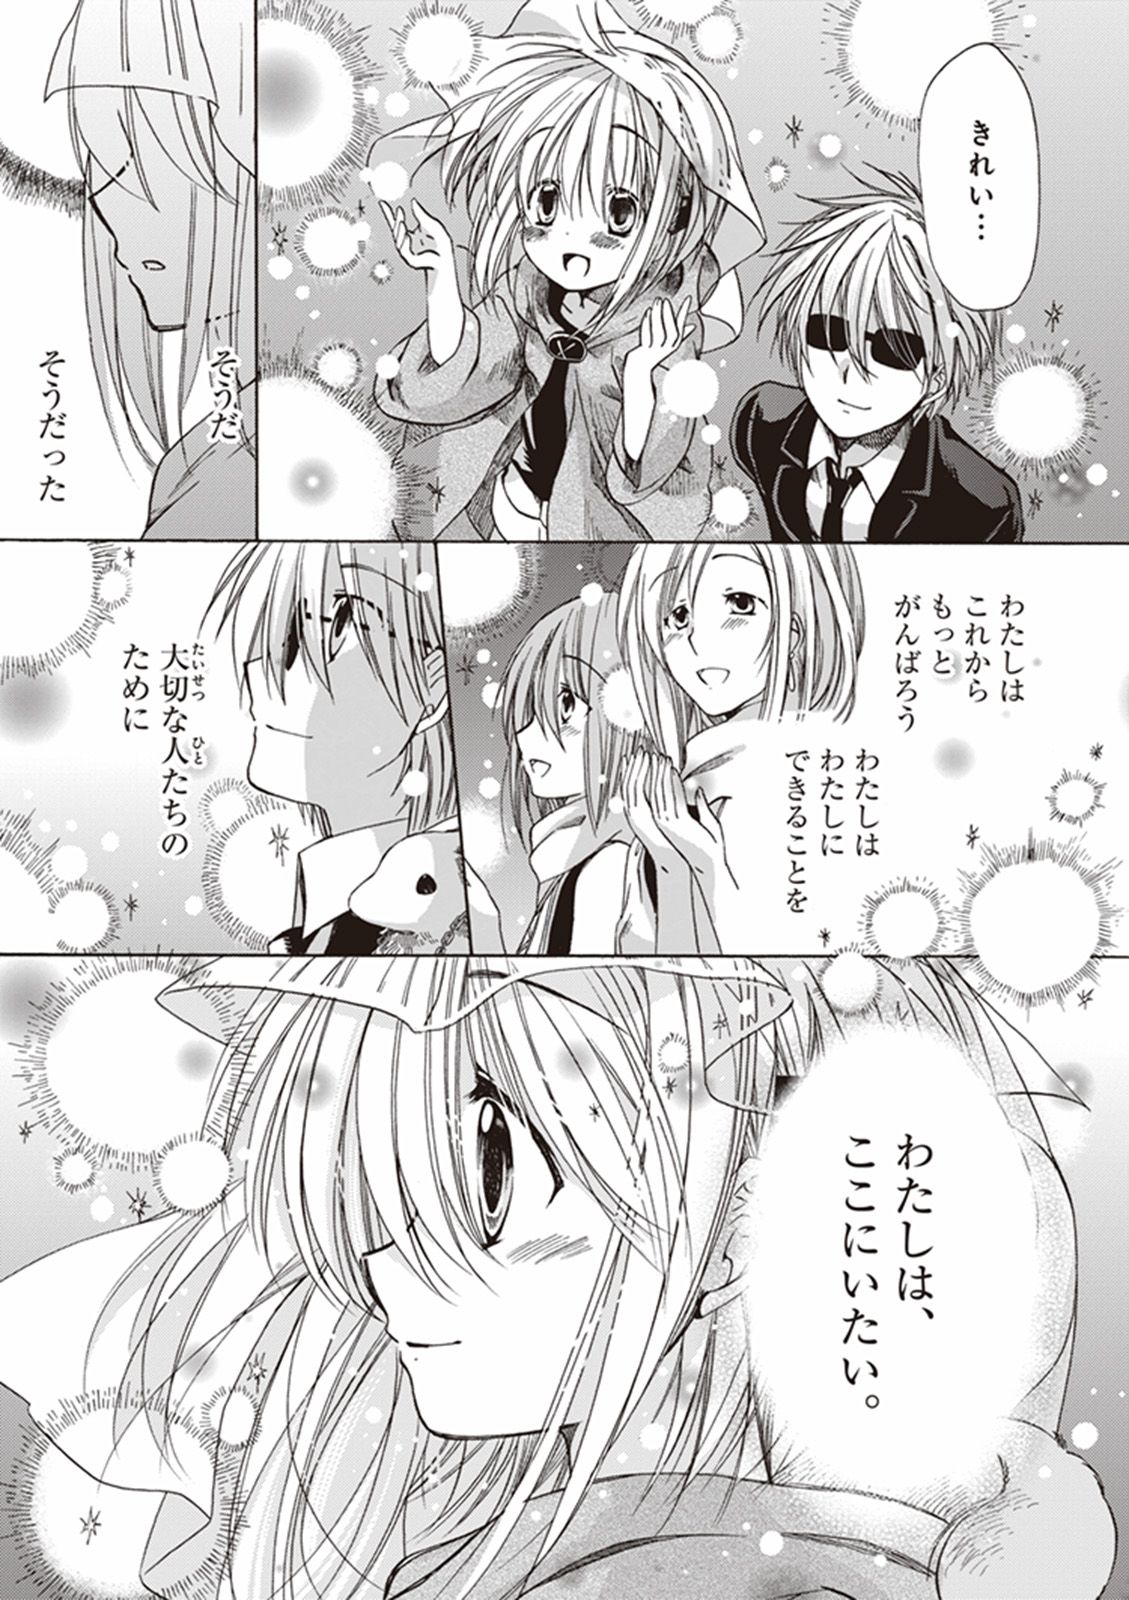 きれい…
そうだ
そうだった
わたしは
これから
もっと
がんばろう
わたしは
わたしに
できることを
大切な人たちの
たいせつ
ひと
ために
わたしは、
ここにいたい。